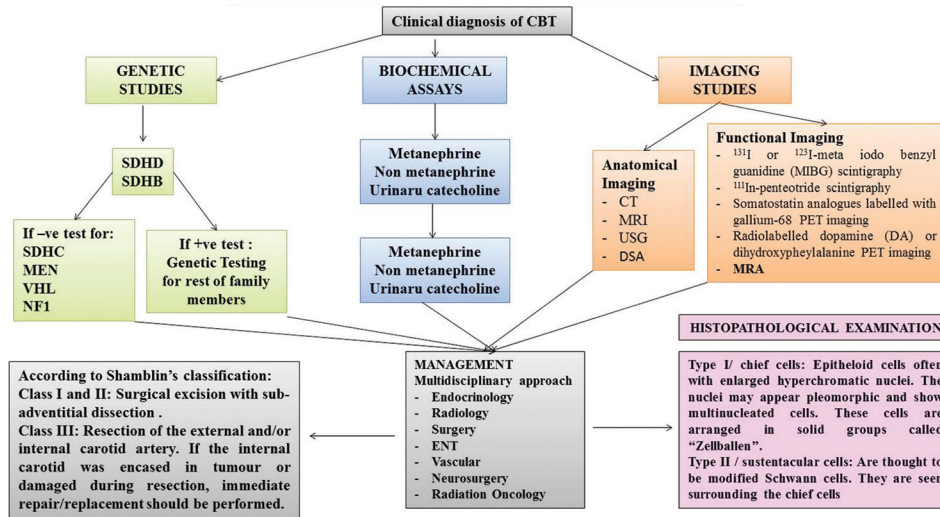 Clinical diagnosis of CBT
GENETIC
STUDIES
BIOCHEMICAL
ASSAYS
IMAGING
STUDIES
SDHD
SDHB
Metanephrine
Non metanephrine
Urinaru catecholine
Anatomical
Imaging
- CT
- MRI
- USG
- DSA
Functional Imaging
- ¹³¹I or ¹²³I-meta iodo benzyl
guanidine (MIBG) scintigraphy
- ¹¹¹In-penteotride scintigraphy
- Somatostatin analogues labelled with
gallium-68 PET imaging
- Radiolabelled dopamine (DA) or
dihydroxypheylalanine PET imaging
- MRA
If –ve test for:
SDHC
MEN
VHL
NF1
If +ve test :
Genetic Testing
for rest of family
members
Metanephrine
Non metanephrine
Urinaru catecholine
HISTOPATHOLOGICAL EXAMINATION
According to Shamblin's classification:
Class I and II: Surgical excision with sub-
adventitial dissection .
Class III: Resection of the external and/or
internal carotid artery. If the internal
carotid was encased in tumour or
damaged during resection, immediate
repair/replacement should be performed.
MANAGEMENT
Multidisciplinary approach
- Endocrinology
- Radiology
- Surgery
- ENT
- Vascular
- Neurosurgery
- Radiation Oncology
Type I/ chief cells: Epitheloid cells often
with enlarged hyperchromatic nuclei. The
nuclei may appear pleomorphic and show
multinucleated cells. These cells are
arranged in solid groups called
“Zellballen”.
Type II / sustentacular cells: Are thought to
be modified Schwann cells. They are seen
surrounding the chief cells